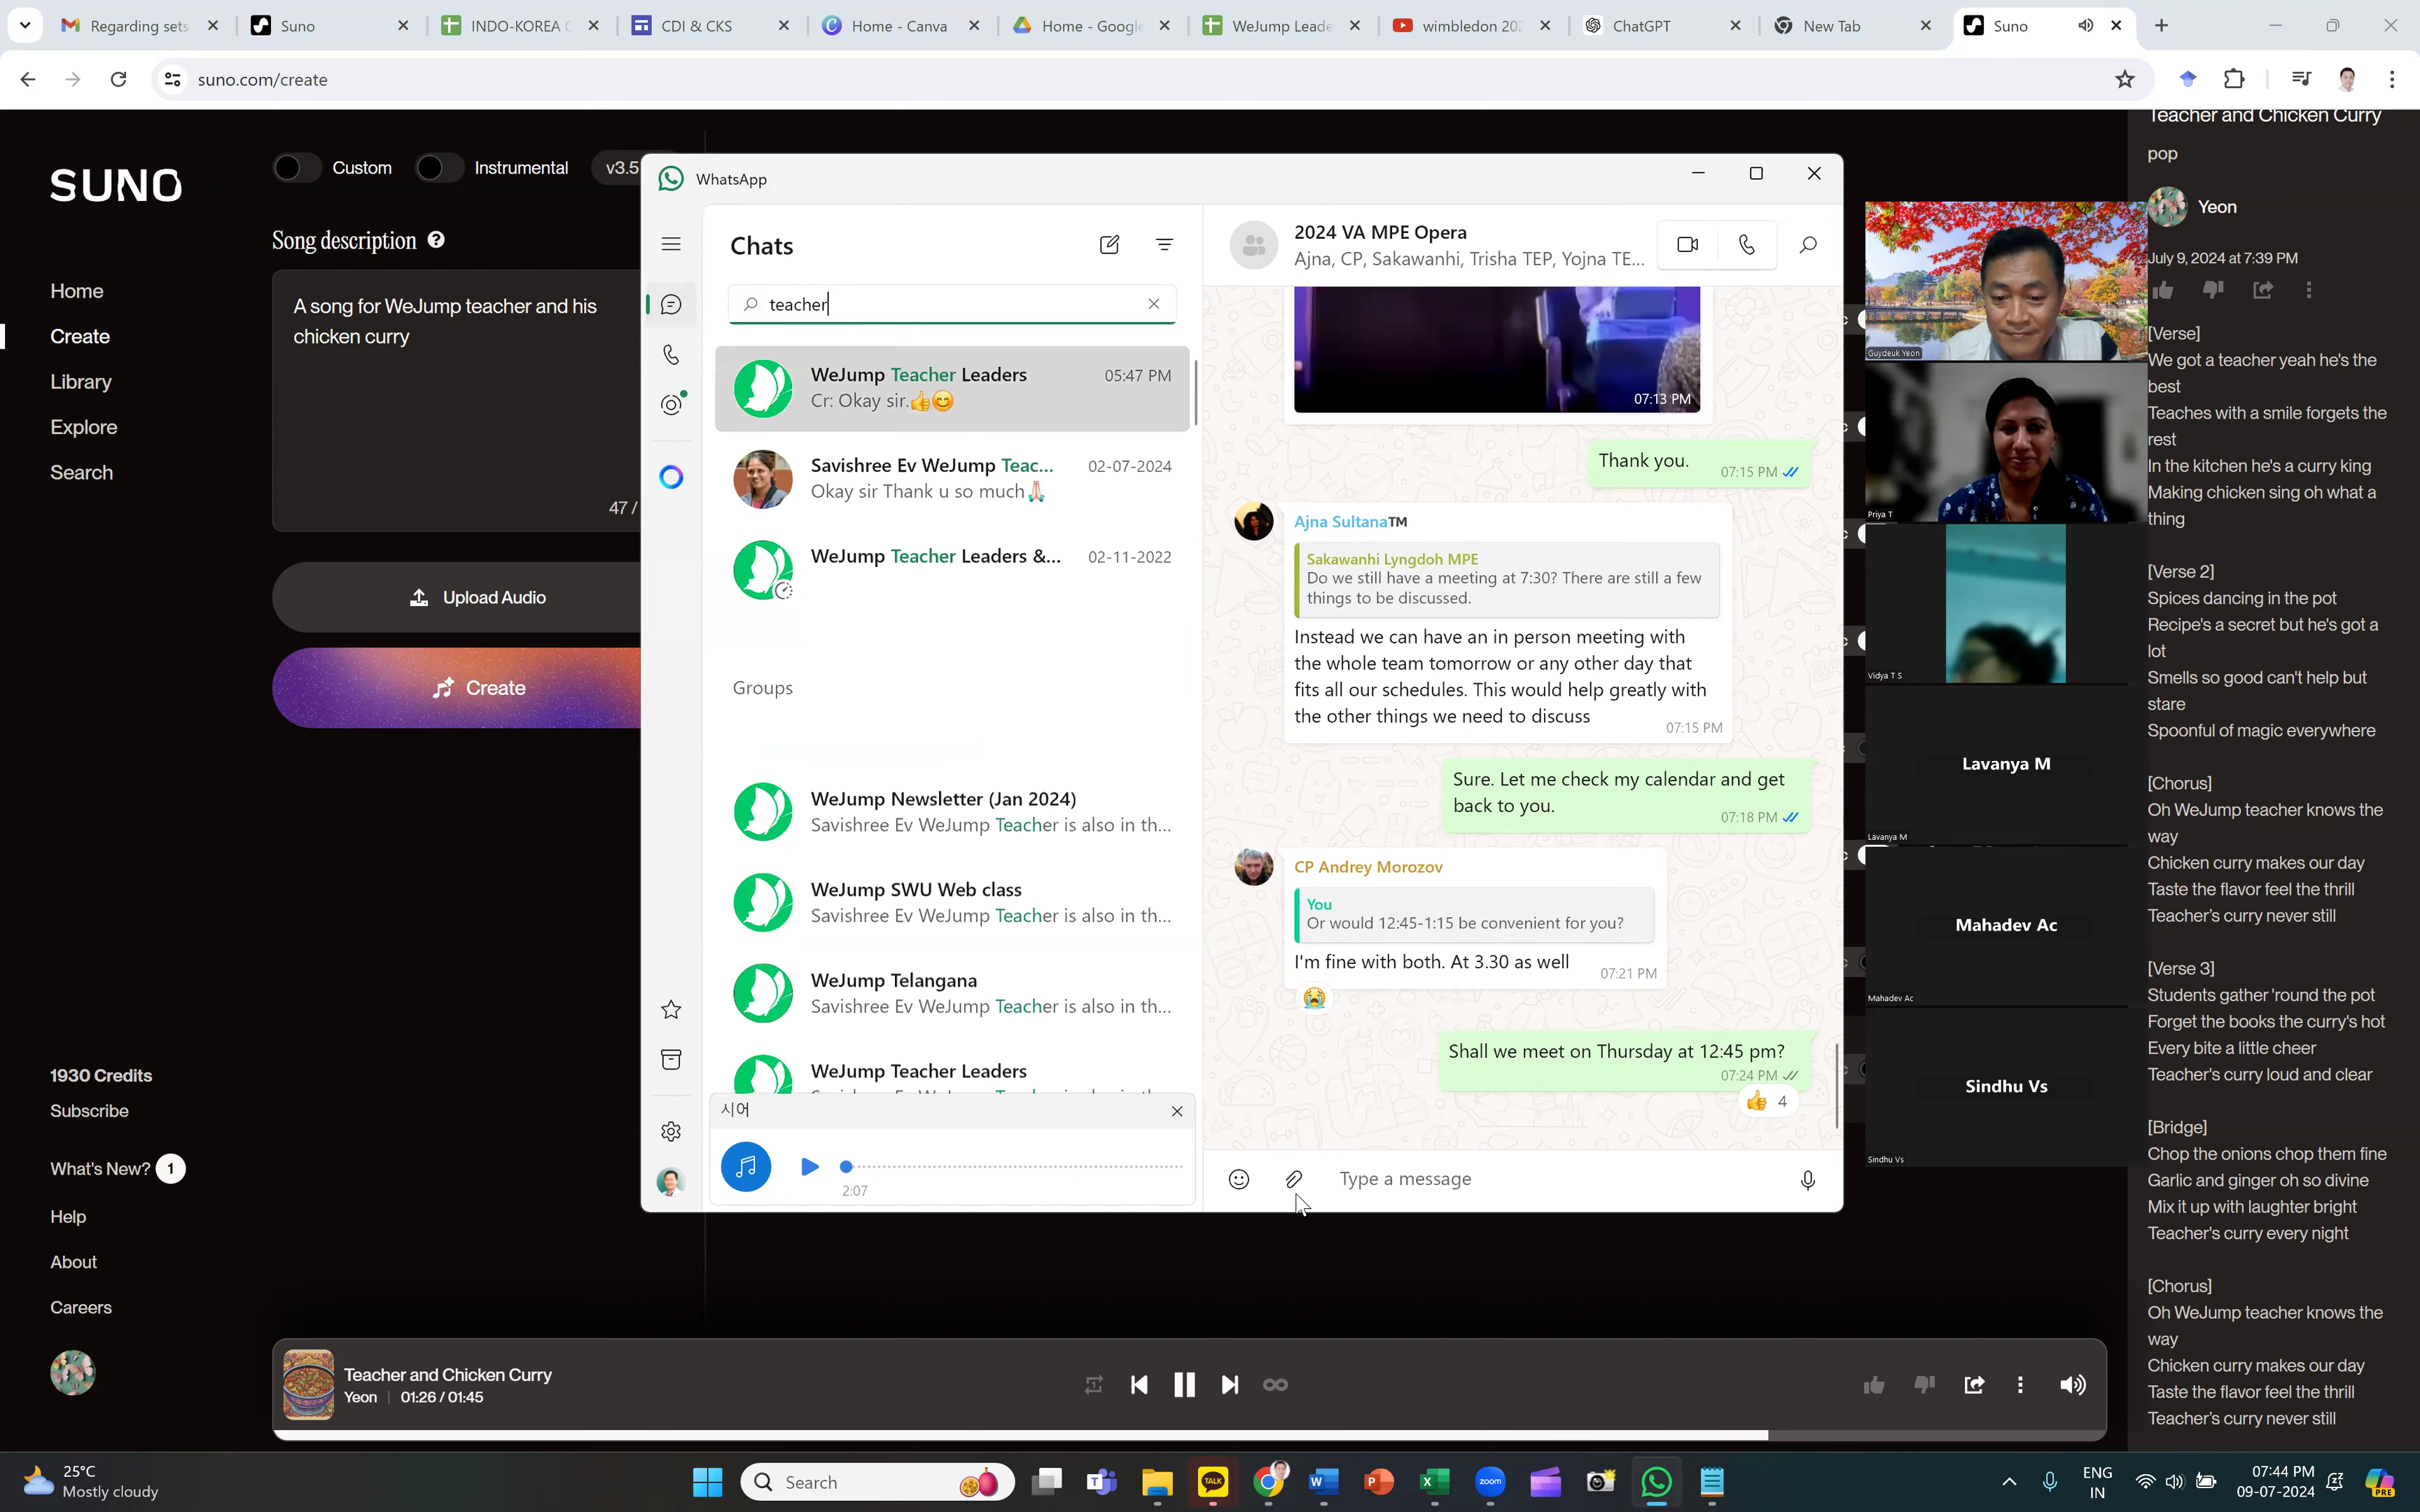 Regarding sets
Suno
INDO-KOREA C
CDI & CKS
Home - Canva
Home - Google
WeJump Leade
wimbledon 202
ChatGPT
New Tab
Suno
suno.com/create
SUNO
Home
Create
Library
Explore
Search
1930 Credits
Subscribe
What's New? 1
Help
About
Careers
Custom
Instrumental
v3.5
Song description
A song for WeJump teacher and his
chicken curry
47 /
Upload Audio
Create
WhatsApp
Chats
teacher
WeJump Teacher Leaders 05:47 PM
Cr: Okay sir.👍😊
Savishree Ev WeJump Teac... 02-07-2024
Okay sir Thank u so much🙏🏻
WeJump Teacher Leaders &... 02-11-2022
Groups
WeJump Newsletter (Jan 2024)
Savishree Ev WeJump Teacher is also in th...
WeJump SWU Web class
Savishree Ev WeJump Teacher is also in th...
WeJump Telangana
Savishree Ev WeJump Teacher is also in th...
WeJump Teacher Leaders
시어
2:07
2024 VA MPE Opera
Ajna, CP, Sakawanhi, Trisha TEP, Yojna TE...
07:13 PM
Thank you.
07:15 PM
Ajna Sultana™
Sakawanhi Lyngdoh MPE
Do we still have a meeting at 7:30? There are still a few
things to be discussed.
Instead we can have an in person meeting with
the whole team tomorrow or any other day that
fits all our schedules. This would help greatly with
the other things we need to discuss
07:15 PM
Sure. Let me check my calendar and get
back to you.
07:18 PM
CP Andrey Morozov
You
Or would 12:45-1:15 be convenient for you?
I'm fine with both. At 3.30 as well
07:21 PM
Shall we meet on Thursday at 12:45 pm?
07:24 PM
👍 4
Type a message
Guydeuk Yeon
Priya T
Vidya T S
Lavanya M
Lavanya M
Mahadev Ac
Mahadev Ac
Sindhu Vs
Sindhu Vs
Teacher and Chicken Curry
pop
Yeon
July 9, 2024 at 7:39 PM
[Verse]
We got a teacher yeah he's the
best
Teaches with a smile forgets the
rest
In the kitchen he's a curry king
Making chicken sing oh what a
thing
[Verse 2]
Spices dancing in the pot
Recipe's a secret but he's got a
lot
Smells so good can't help but
stare
Spoonful of magic everywhere
[Chorus]
Oh WeJump teacher knows the
way
Chicken curry makes our day
Taste the flavor feel the thrill
Teacher's curry never still
[Verse 3]
Students gather 'round the pot
Forget the books the curry's hot
Every bite a little cheer
Teacher's curry loud and clear
[Bridge]
Chop the onions chop them fine
Garlic and ginger oh so divine
Mix it up with laughter bright
Teacher's curry every night
[Chorus]
Oh WeJump teacher knows the
way
Chicken curry makes our day
Taste the flavor feel the thrill
Teacher's curry never still
Teacher and Chicken Curry
Yeon | 01:26 / 01:45
25°C
Mostly cloudy
Search
TALK
zoom
ENG
IN
07:44 PM
09-07-2024
PRE